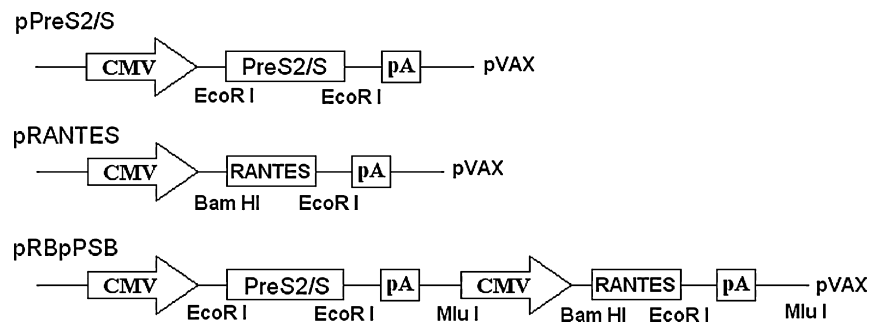 pPreS2/S
CMV PreS2/S pA pVAX
EcoR I EcoR I
pRANTES
CMV RANTES pA pVAX
Bam HI EcoR I
pRBpPSB
CMV PreS2/S pA CMV RANTES pA pVAX
EcoR I EcoR I Mlu I Bam HI EcoR I Mlu I